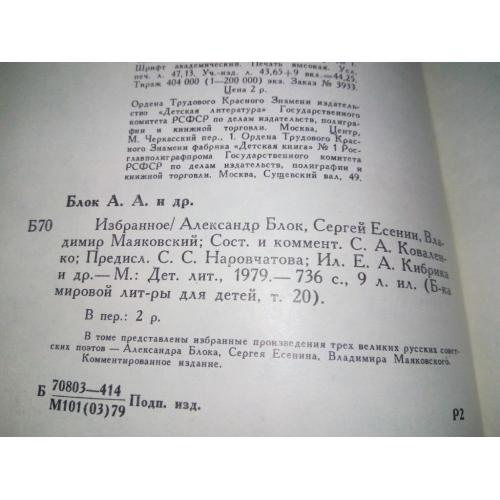 Шрифт академический. Печать высокая. Усл.
печ. л. 47,13. Уч.-изд. л. 43,65+9 вкл.=44,25.
Тираж 404 000 (1—200 000) экз. Заказ № 3933.
Цена 2 р.
Ордена Трудового Красного Знамени издатель-
ство «Детская литература» Государственного
комитета РСФСР по делам издательств, полигра-
фии и книжной торговли. Москва, Центр,
М. Черкасский пер., 1. Ордена Трудового Крас-
ного Знамени фабрика «Детская книга» № 1 Рос-
главполиграфпрома Государственного комитета
РСФСР по делам издательств, полиграфии и
книжной торговли. Москва, Сущевский вал, 49.
Блок А. А. и др.
Б70 Избранное/ Александр Блок, Сергей Есенин, Вла-
димир Маяковский; Сост. и коммент. С. А. Ковален-
ко; Предисл. С. С. Наровчатова; Ил. Е. А. Кибрика
и др.— М.: Дет. лит., 1979.— 736 с., 9 л. ил. (Б-ка
мировой лит-ры для детей, т. 20).
В пер.: 2 р.
В томе представлены избранные произведения трех великих русских совет-
ских поэтов — Александра Блока, Сергея Есенина, Владимира Маяковского.
Комментированное издание.
Б 70803—414
М101(03)79 Подп. изд.
Р2